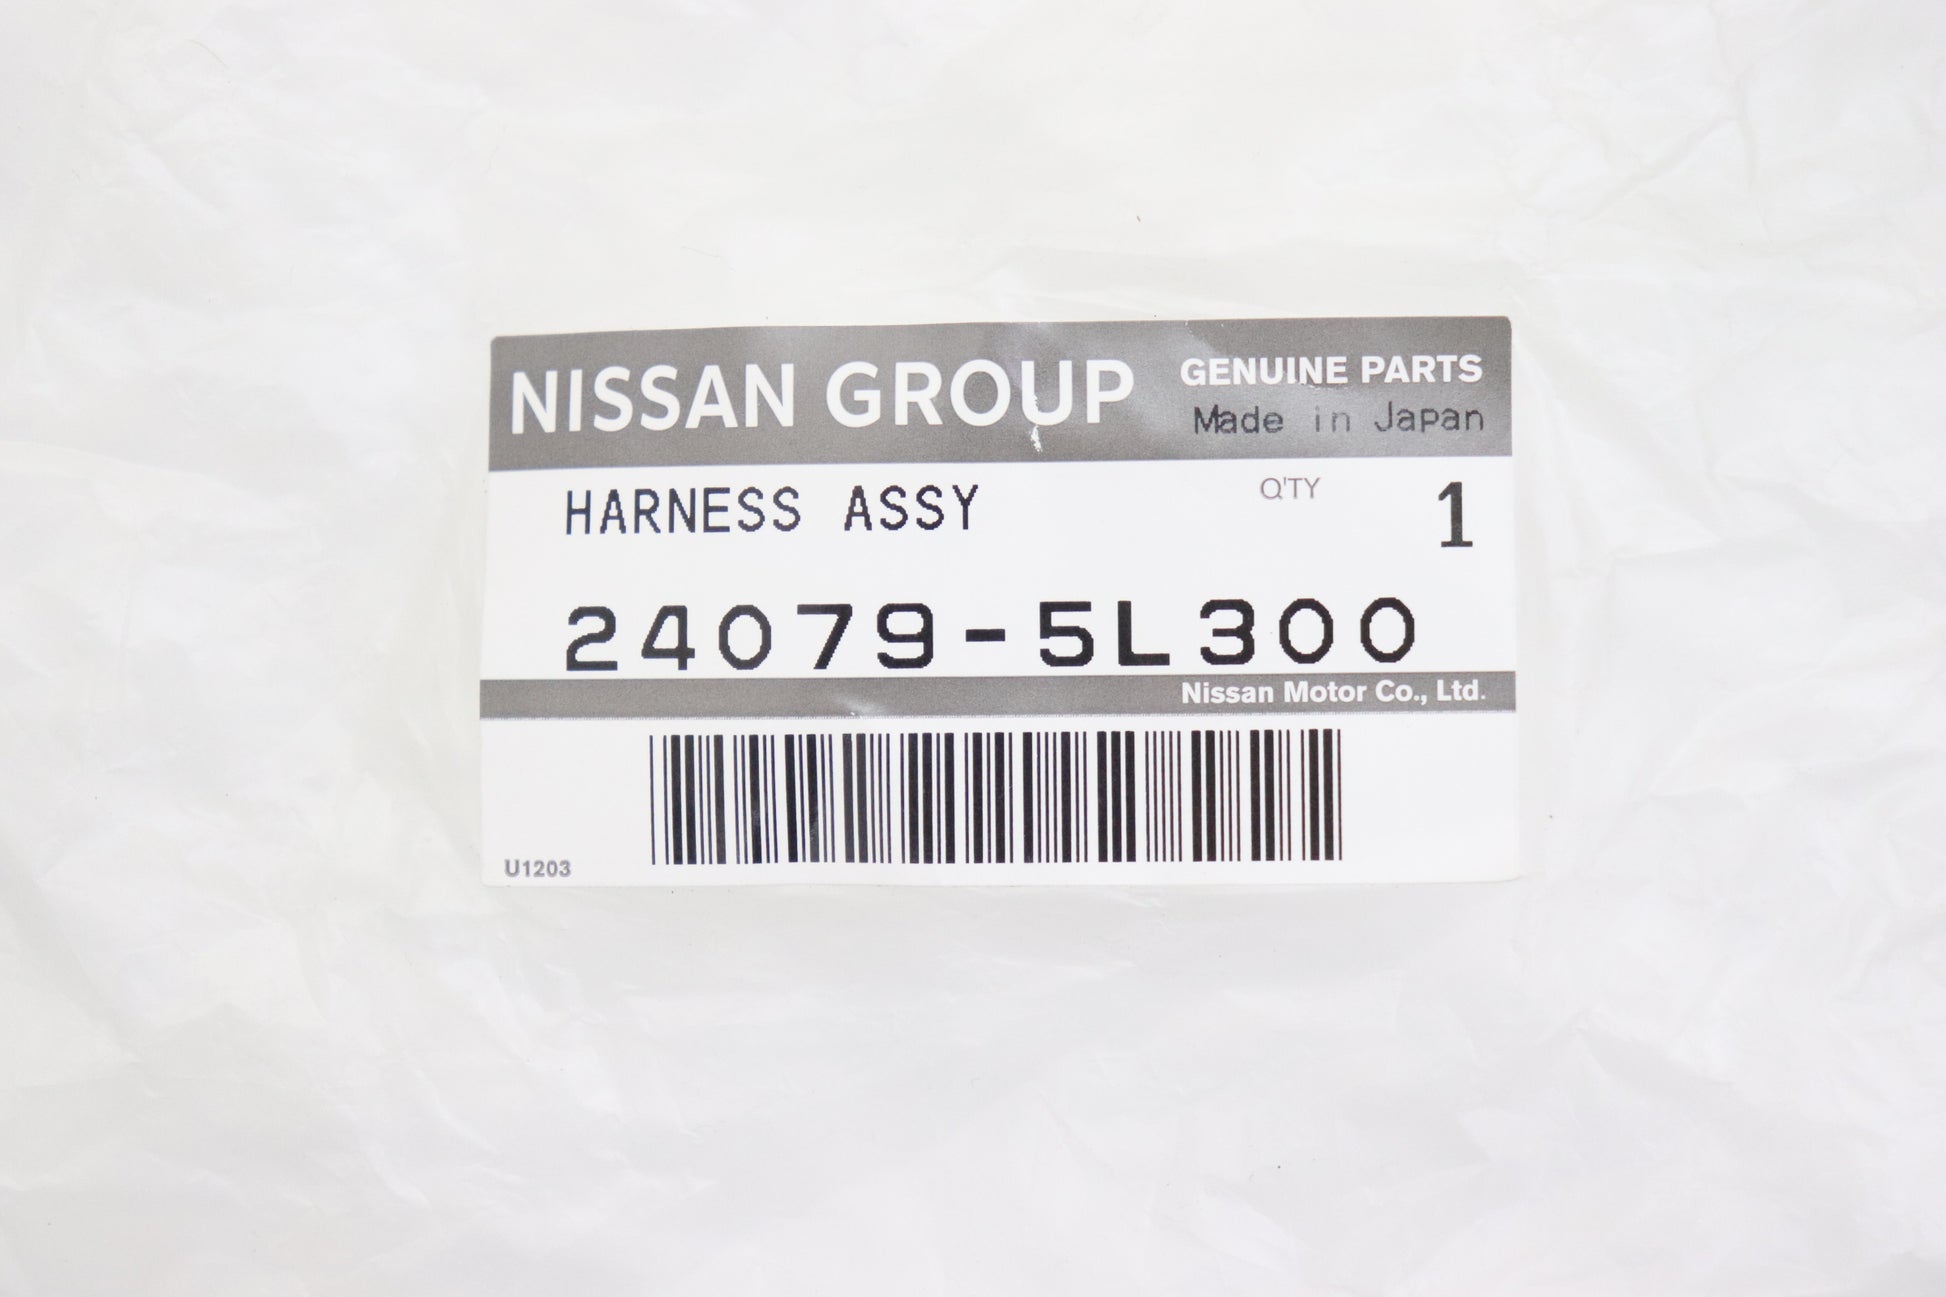 NISSAN GROUP
GENUINE PARTS
Made in Japan
HARNESS ASSY
Q'TY 1
24079-5L300
Nissan Motor Co., Ltd.
U1203